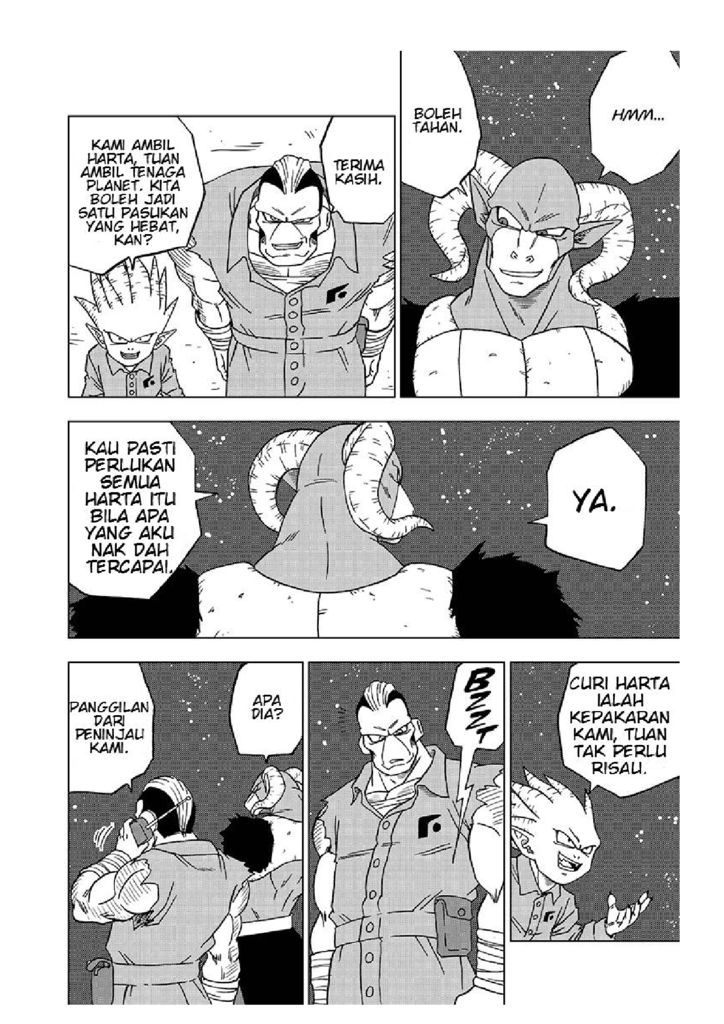 HMM...
BOLEH
TAHAN.
TERIMA
KASIH.
KAMI AMBIL
HARTA, TUAN
AMBIL TENAGA
PLANET. KITA
BOLEH JADI
SATU PASUKAN
YANG HEBAT,
KAN?
YA.
KAU PASTI
PERLUKAN
SEMUA
HARTA ITU
BILA APA
YANG AKU
NAK DAH
TERCAPAI.
CURI HARTA
IALAH
KEPAKARAN
KAMI, TUAN
TAK PERLU
RISAU.
BZZT
APA
DIA?
PANGGILAN
DARI
PENINJAU
KAMI.